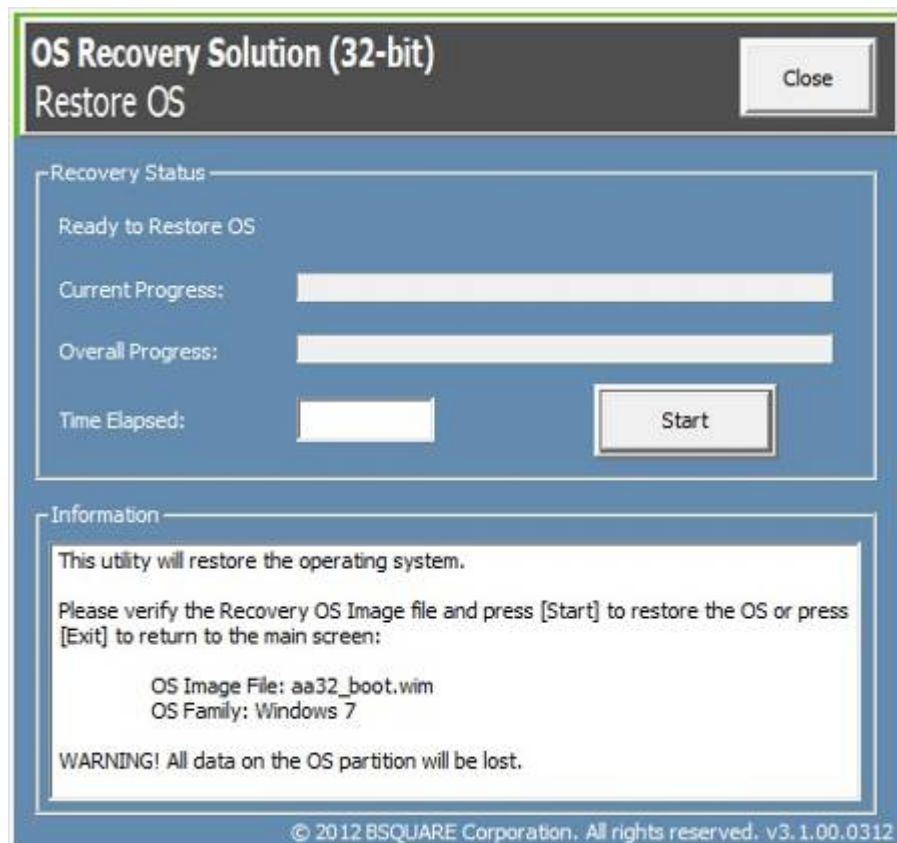 OS Recovery Solution (32-bit)
Restore OS
Close
Recovery Status
Ready to Restore OS
Current Progress:
Overall Progress:
Time Elapsed:
Start
Information
This utility will restore the operating system.
Please verify the Recovery OS Image file and press [Start] to restore the OS or press
[Exit] to return to the main screen:
OS Image File: aa32_boot.wim
OS Family: Windows 7
WARNING! All data on the OS partition will be lost.
© 2012 BSQUARE Corporation. All rights reserved. v3.1.00.0312